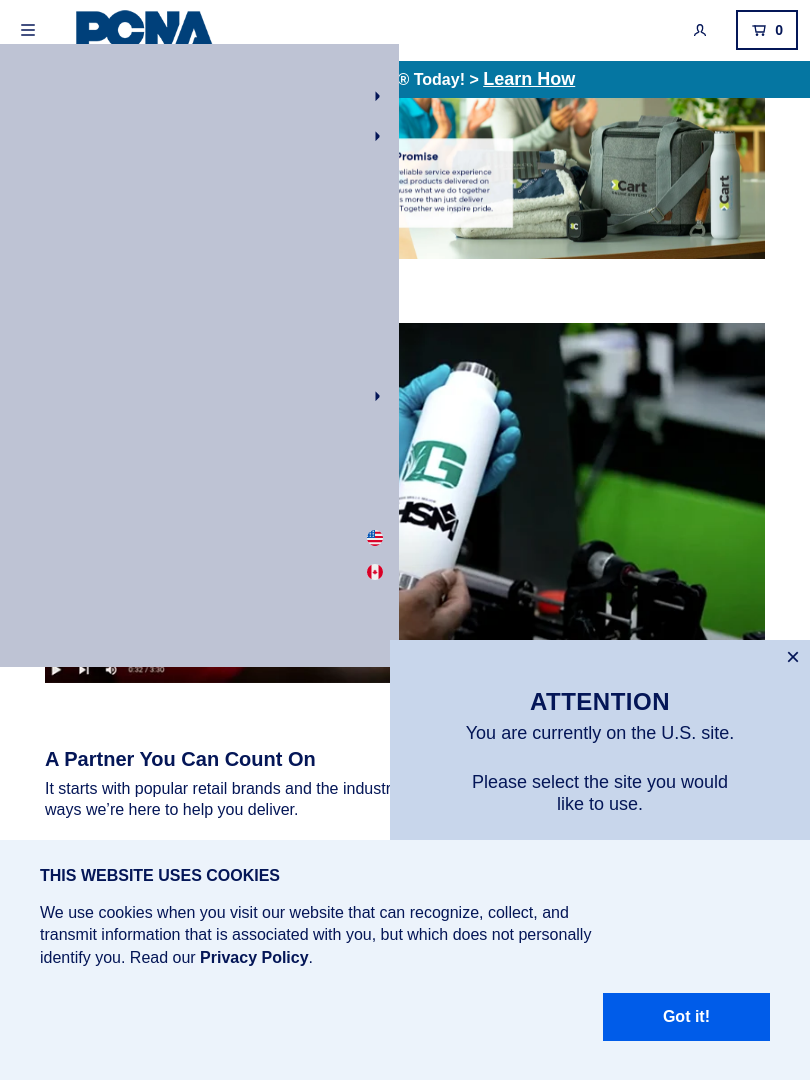 PCNA
0
® Today! > Learn How
Promise
eliable service experience
ed products delivered on
use what we do together
s more than just deliver
Together we inspire pride.
Cart
Cart
C
HSM
0:32 / 3:30
ATTENTION
You are currently on the U.S. site.
Please select the site you would
like to use.
A Partner You Can Count On
It starts with popular retail brands and the industr
ways we’re here to help you deliver.
THIS WEBSITE USES COOKIES
We use cookies when you visit our website that can recognize, collect, and
transmit information that is associated with you, but which does not personally
identify you. Read our Privacy Policy.
Got it!